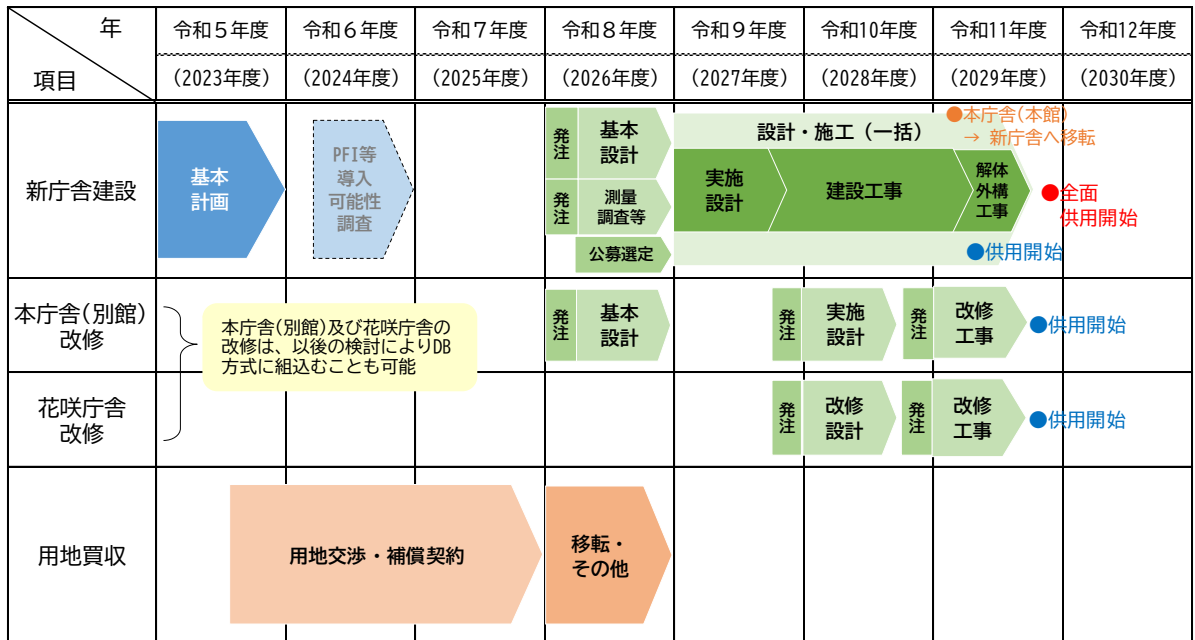 年
項目
令和５年度
(2023年度)
令和６年度
(2024年度)
令和７年度
(2025年度)
令和８年度
(2026年度)
令和９年度
(2027年度)
令和10年度
(2028年度)
令和11年度
(2029年度)
令和12年度
(2030年度)
新庁舎建設
基本
計画
PFI等
導入
可能性
調査
発注
基本
設計
発注
測量
調査等
公募選定
設計・施工（一括）
実施
設計
建設工事
解体
外構
工事
●本庁舎(本館)
→ 新庁舎へ移転
●全面
供用開始
●供用開始
本庁舎(別館)
改修
本庁舎(別館)及び花咲庁舎の
改修は、以後の検討によりDB
方式に組込むことも可能
発注
基本
設計
発注
実施
設計
発注
改修
工事
●供用開始
花咲庁舎
改修
発注
改修
設計
発注
改修
工事
●供用開始
用地買収
用地交渉・補償契約
移転・
その他